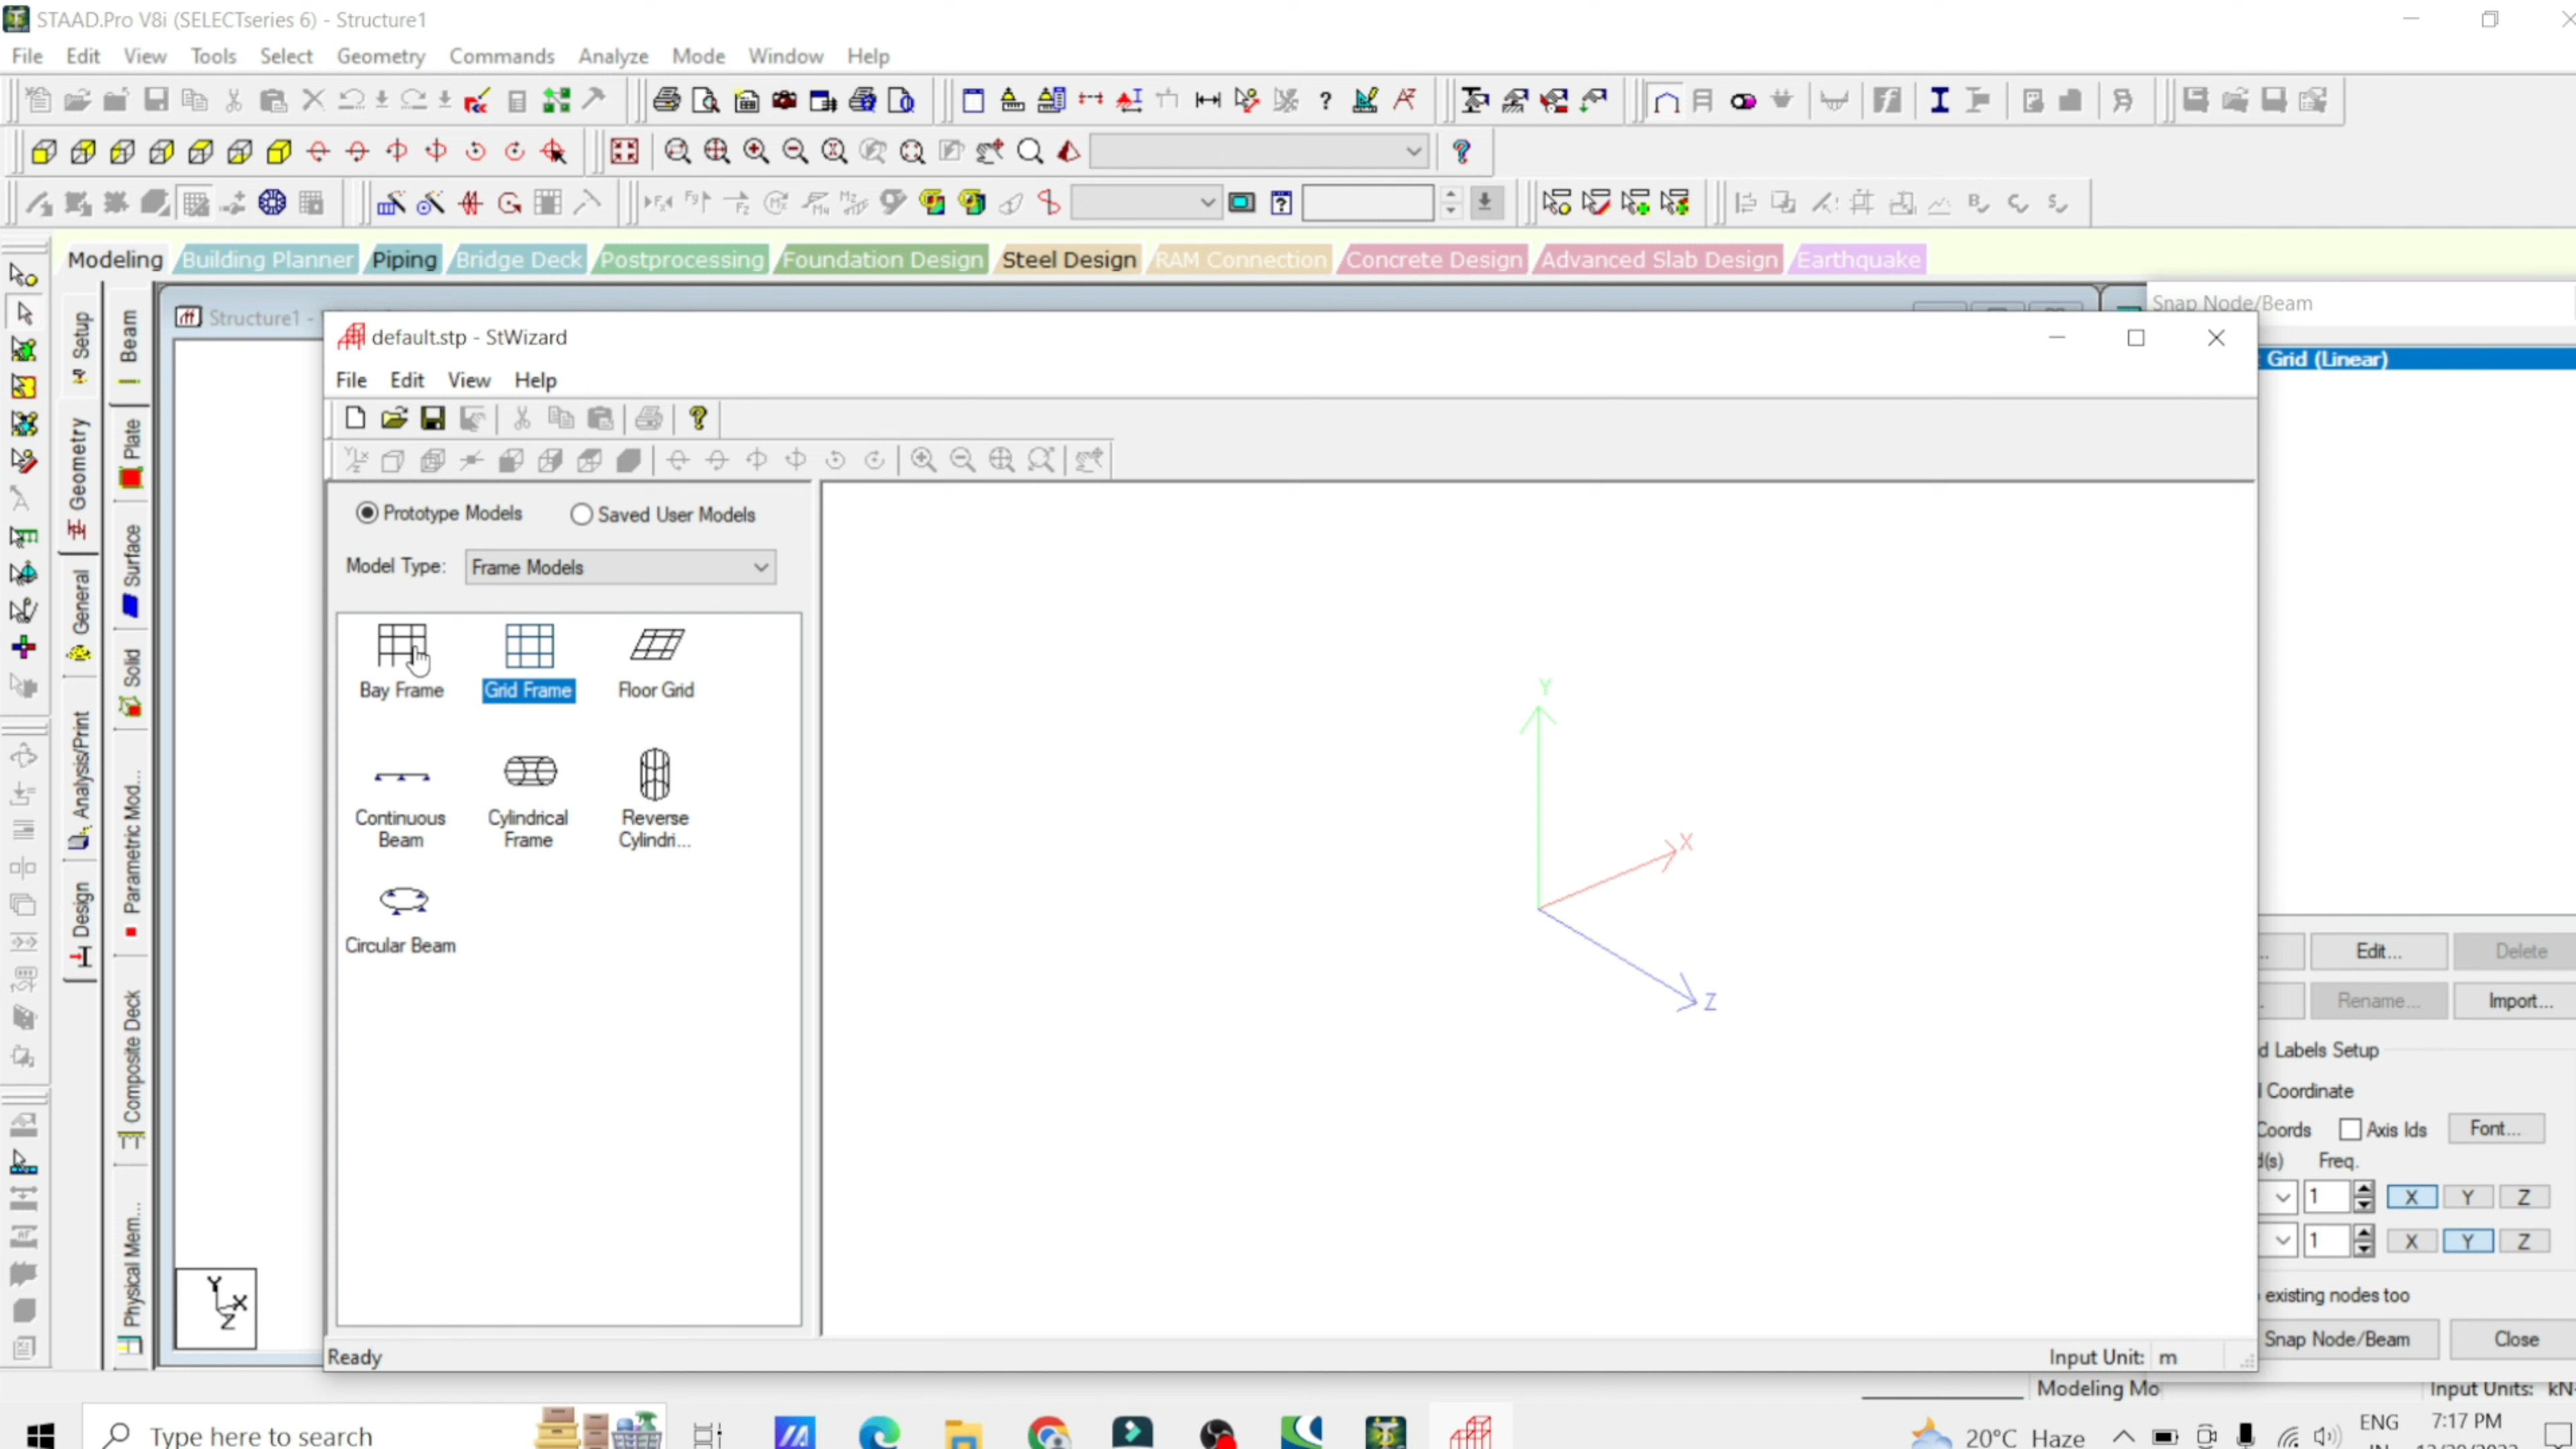 STAAD.Pro V8i (SELECTseries 6) - Structure1
File Edit View Tools Select Geometry Commands Analyze Mode Window Help
Modeling Building Planner Piping Bridge Deck Postprocessing Foundation Design Steel Design RAM Connection Concrete Design Advanced Slab Design Earthquake
Setup
Geometry
General
Analysis/Print
Design
Beam
Plate
Surface
Solid
Parametric Mod...
Composite Deck
Physical Mem...
Structure1 -
Snap Node/Beam
default.stp - StWizard
Grid (Linear)
File Edit View Help
Prototype Models Saved User Models
Model Type: Frame Models
Bay Frame Grid Frame Floor Grid
Continuous Beam
Cylindrical Frame
Reverse Cylindri...
Circular Beam
Y
X
Z
Edit... Delete
Rename... Import...
Labels Setup
Coordinate
Coords Axis Ids Font...
Freq.
1 X Y Z
1 X Y Z
existing nodes too
Snap Node/Beam Close
Y
X
Z
Ready Input Unit: m
Modeling Mo Input Units: kN-
Type here to search 20°C Haze ENG 7:17 PM